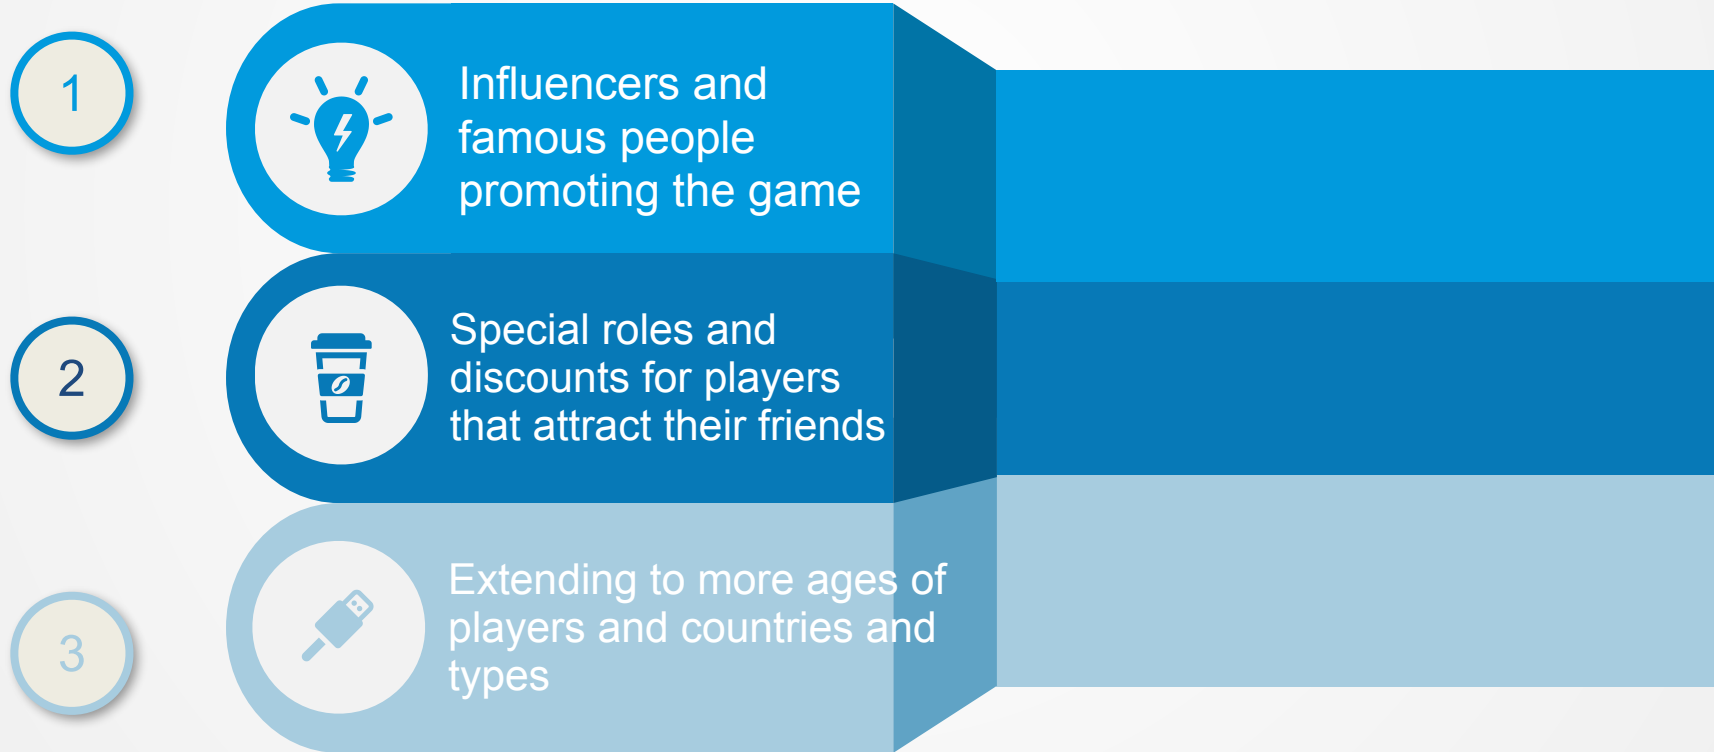 1
Influencers and
famous people
promoting the game
2
Special roles and
discounts for players
that attract their friends
3
Extending to more ages of
players and countries and
types